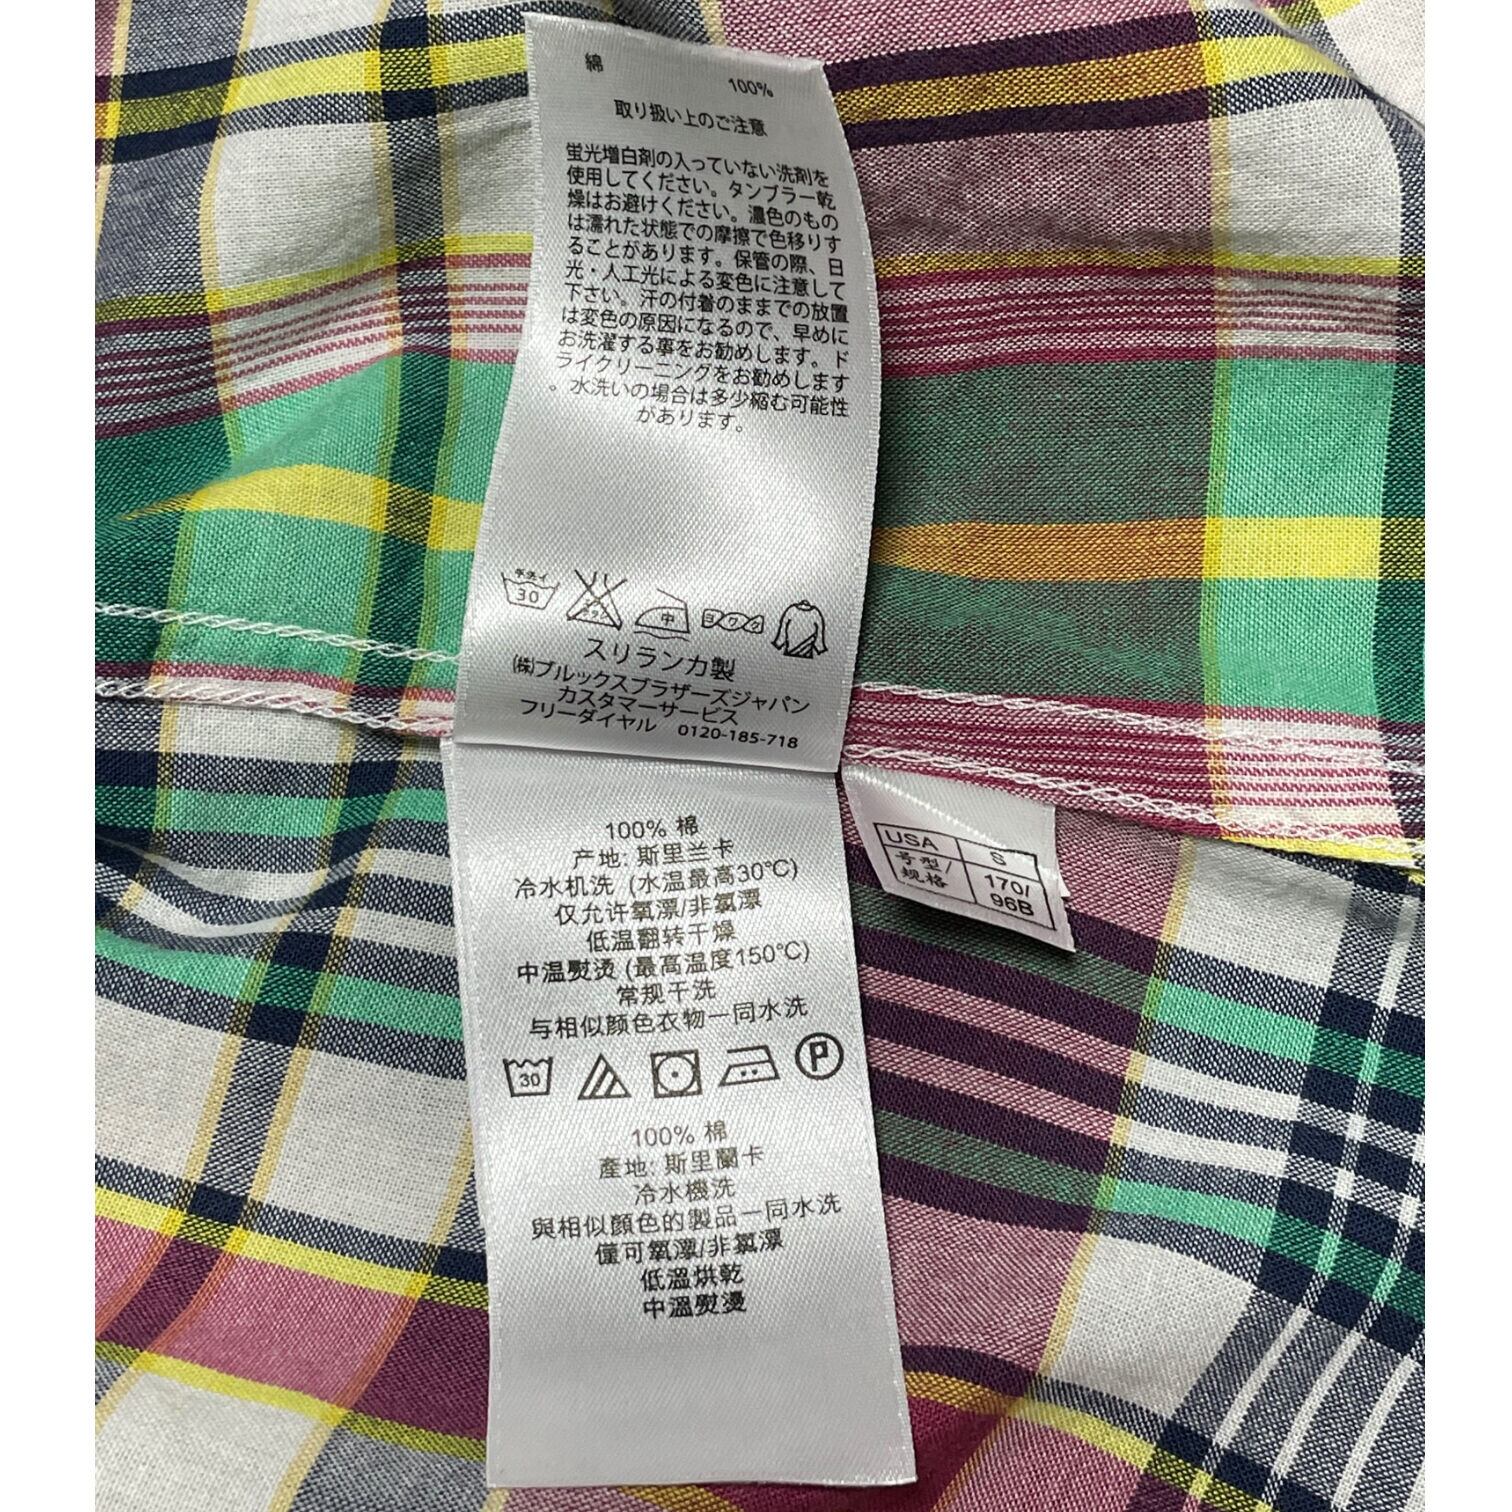 綿 100%
取り扱い上のご注意
蛍光増白剤の入っていない洗剤を
使用してください。タンブラー乾
燥はお避けください。濃色のもの
は濡れた状態での摩擦で色移りす
ることがあります。保管の際、日
光・人工光による変色に注意して
下さい。汗の付着のままでの放置
は変色の原因になるので、早めに
お洗濯する事をお勧めします。ド
ライクリーニングをお勧めします
。水洗いの場合は多少縮む可能性
があります。
手洗イ
30
中
ヨワク
スリランカ製
(株)ブルックスブラザーズジャパン
カスタマーサービス
フリーダイヤル 0120-185-718
100% 棉
产地: 斯里兰卡
冷水机洗 (水温最高30°C)
仅允许氧漂/非氯漂
低温翻转干燥
中温熨烫 (最高温度150°C)
常规干洗
与相似颜色衣物一同水洗
30
P
100% 棉
產地: 斯里蘭卡
冷水機洗
與相似顏色的製品一同水洗
僅可氧漂/非氯漂
低溫烘乾
中溫熨燙
USA S
号型/
规格
170/
96B